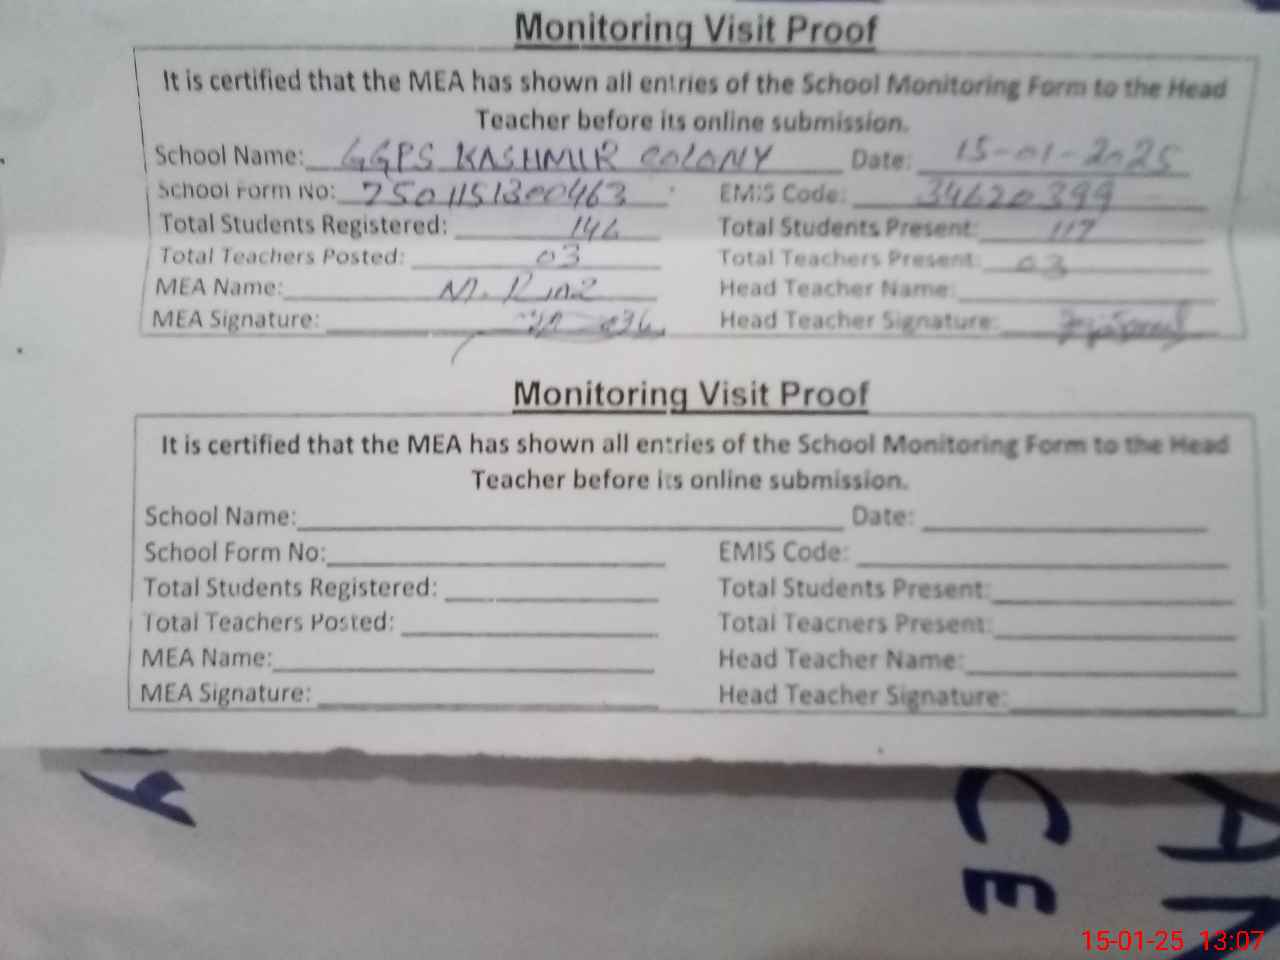 Monitoring Visit Proof
It is certified that the MEA has shown all entries of the School Monitoring Form to the Head
Teacher before its online submission.
School Name: GGPS KASHMIR COLONY Date: 15-01-2025
School Form No: 7501151300463 EMIS Code: 34620399
Total Students Registered: 146 Total Students Present: 117
Total Teachers Posted: 03 Total Teachers Present: 03
MEA Name: M. Riaz Head Teacher Name:
MEA Signature: Head Teacher Signature:
Monitoring Visit Proof
It is certified that the MEA has shown all entries of the School Monitoring Form to the Head
Teacher before its online submission.
School Name: Date:
School Form No: EMIS Code:
Total Students Registered: Total Students Present:
Total Teachers Posted: Total Teachers Present:
MEA Name: Head Teacher Name:
MEA Signature: Head Teacher Signature:
CE
AN
15-01-25 13:07